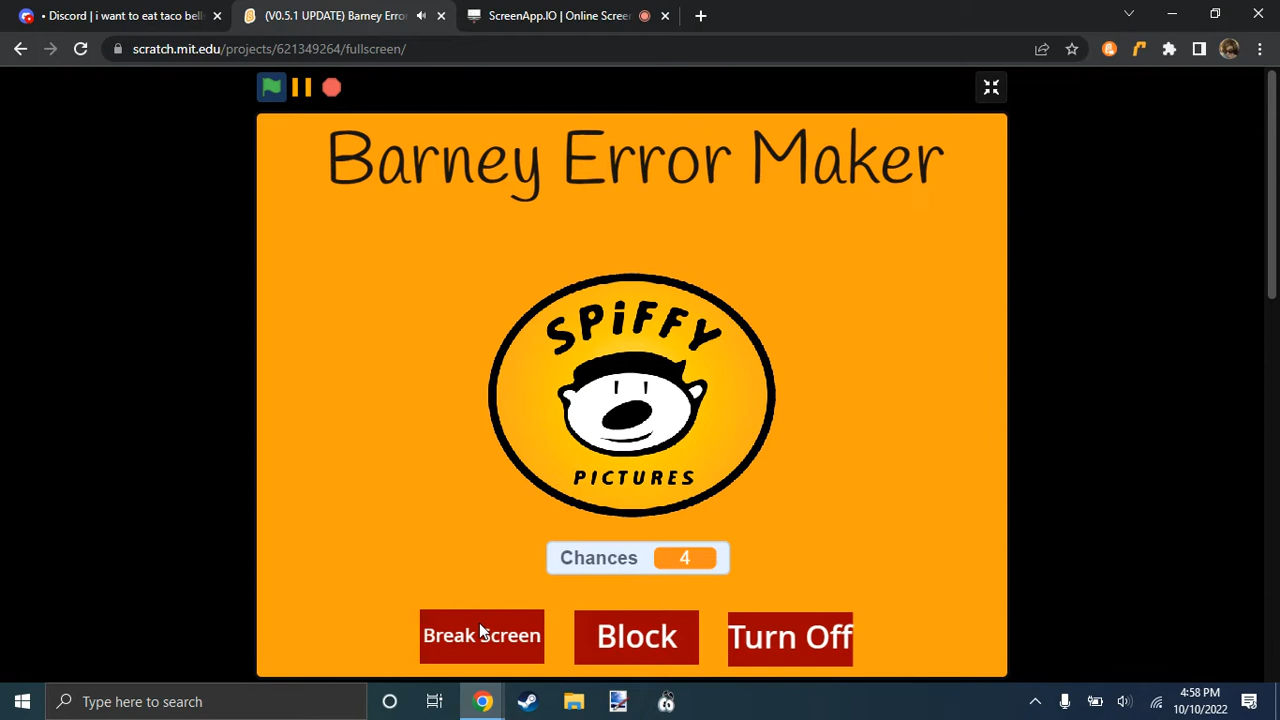 Discord | i want to eat taco bell
(V0.5.1 UPDATE) Barney Erro
ScreenApp.IO | Online Screen
scratch.mit.edu/projects/621349264/fullscreen/
Barney Error Maker
SPiFFY
PICTURES
Chances 4
Break Screen
Block
Turn Off
Type here to search
4:58 PM
10/10/2022